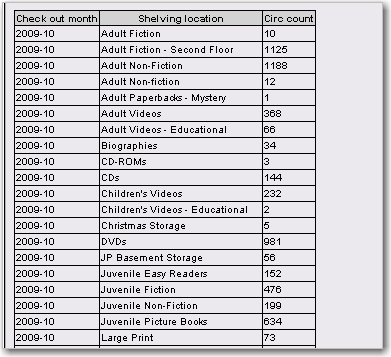 Check out month Shelving location Circ count
2009-10 Adult Fiction 10
2009-10 Adult Fiction - Second Floor 1125
2009-10 Adult Non-Fiction 1188
2009-10 Adult Non-fiction 12
2009-10 Adult Paperbacks - Mystery 1
2009-10 Adult Videos 368
2009-10 Adult Videos - Educational 66
2009-10 Biographies 34
2009-10 CD-ROMs 3
2009-10 CDs 144
2009-10 Children's Videos 232
2009-10 Children's Videos - Educational 2
2009-10 Christmas Storage 5
2009-10 DVDs 981
2009-10 JP Basement Storage 56
2009-10 Juvenile Easy Readers 152
2009-10 Juvenile Fiction 476
2009-10 Juvenile Non-Fiction 199
2009-10 Juvenile Picture Books 634
2009-10 Large Print 73